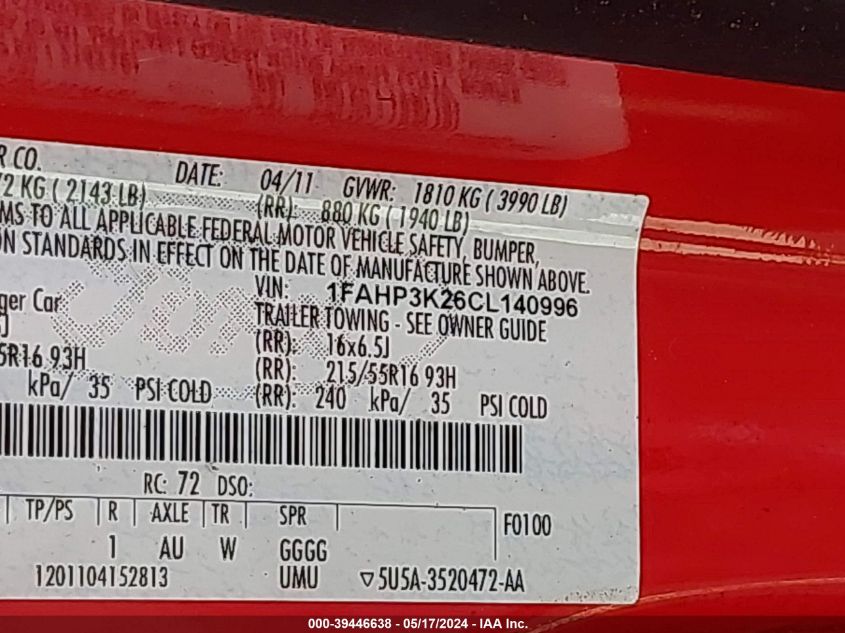 R CO.
DATE: 04/11 GVWR: 1810 KG ( 3990 LB)
2 KG ( 2143 LB) (RR): 880 KG ( 1940 LB)
MS TO ALL APPLICABLE FEDERAL MOTOR VEHICLE SAFETY, BUMPER,
ON STANDARDS IN EFFECT ON THE DATE OF MANUFACTURE SHOWN ABOVE.
VIN: 1FAHP3K26CL140996
ger Car TRAILER TOWING - SEE OWNER GUIDE
J (RR): 16x6.5J
5R16 93H (RR): 215/55R16 93H
kPa/ 35 PSI COLD (RR): 240 kPa/ 35 PSI COLD
RC: 72 DSO:
TP/PS R AXLE TR SPR F0100
1 AU W GGGG
1201104152813 UMU ▽5U5A-3520472-AA
000-39446638 - 05/17/2024 - IAA Inc.